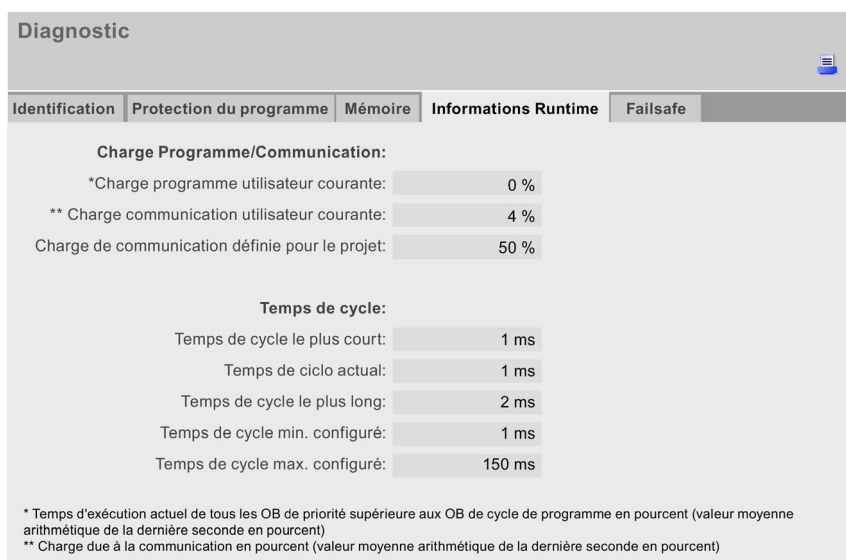 Diagnostic
Identification Protection du programme Mémoire Informations Runtime Failsafe
Charge Programme/Communication:
*Charge programme utilisateur courante: 0 %
** Charge communication utilisateur courante: 4 %
Charge de communication définie pour le projet: 50 %
Temps de cycle:
Temps de cycle le plus court: 1 ms
Temps de ciclo actual: 1 ms
Temps de cycle le plus long: 2 ms
Temps de cycle min. configuré: 1 ms
Temps de cycle max. configuré: 150 ms
* Temps d'exécution actuel de tous les OB de priorité supérieure aux OB de cycle de programme en pourcent (valeur moyenne
arithmétique de la dernière seconde en pourcent)
** Charge due à la communication en pourcent (valeur moyenne arithmétique de la dernière seconde en pourcent)